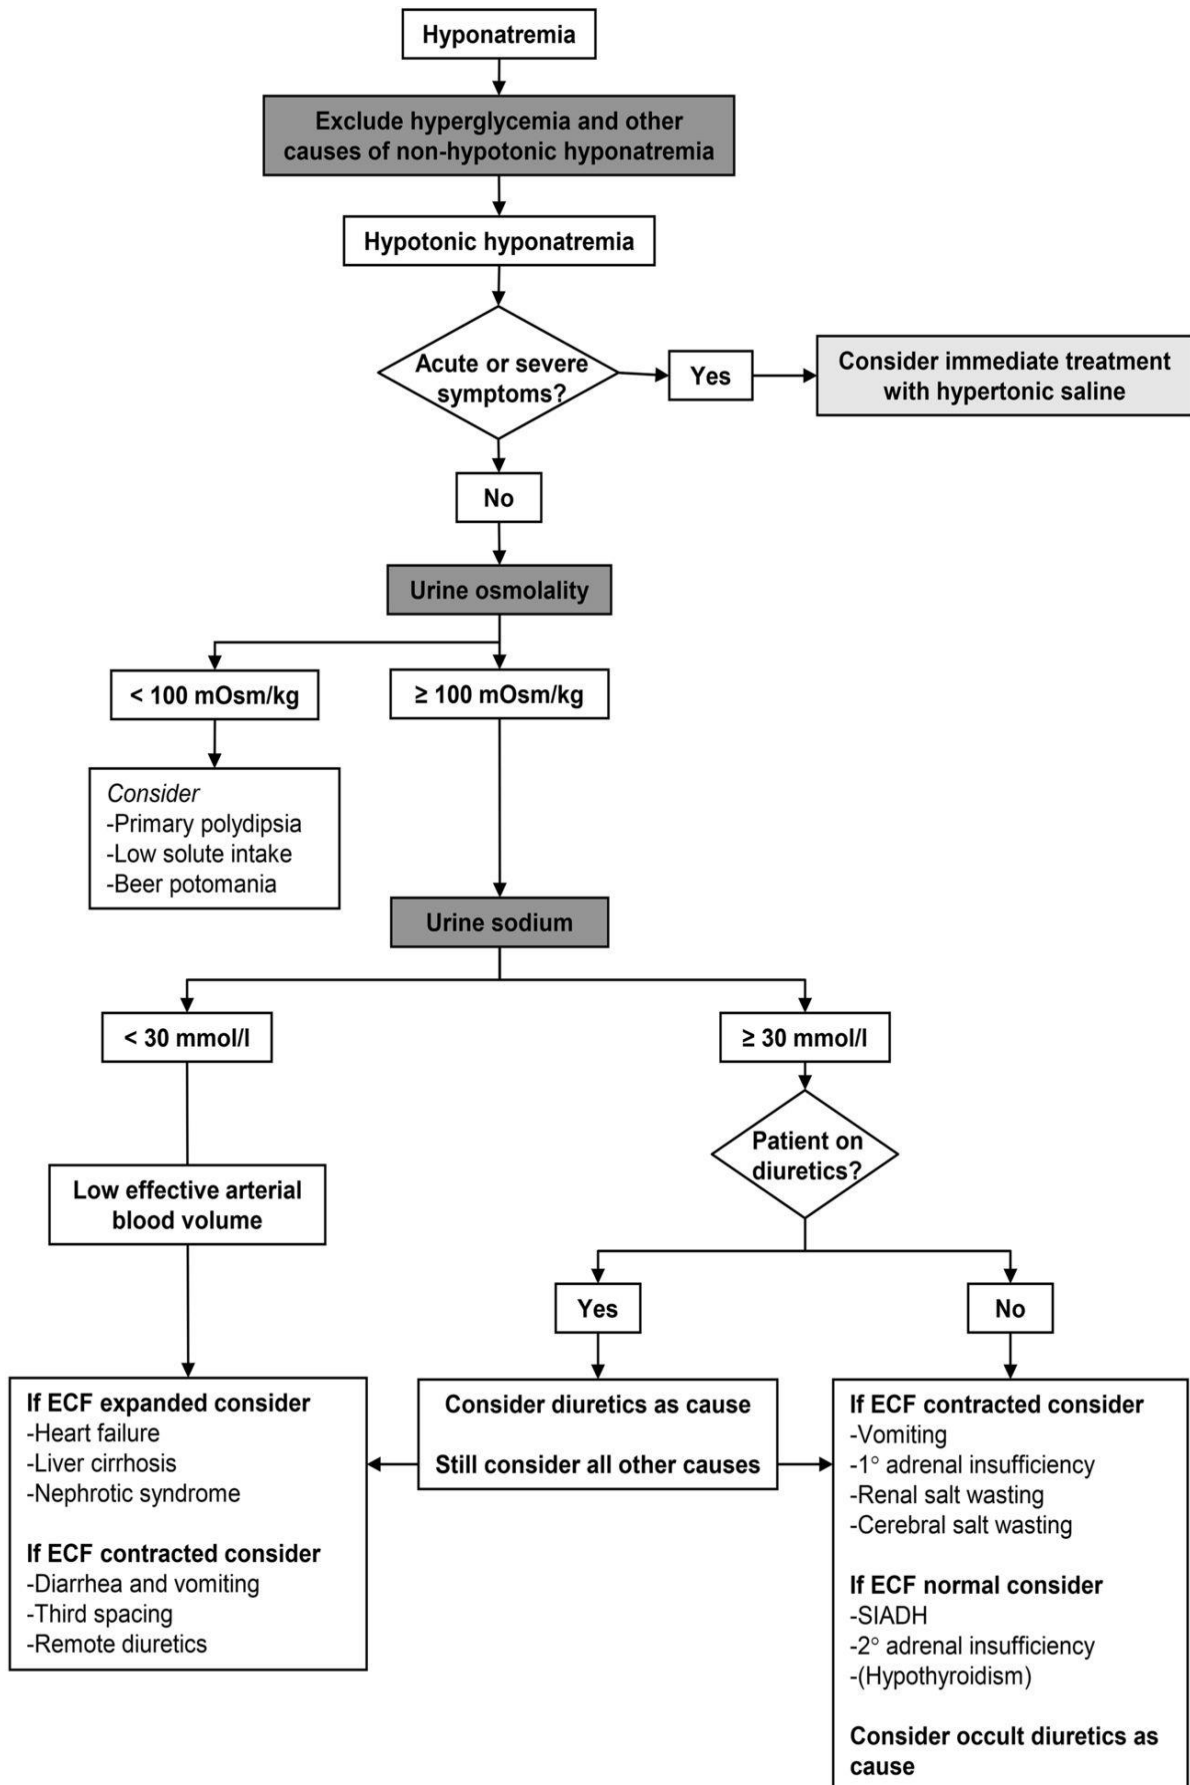 Hyponatremia
Exclude hyperglycemia and other
causes of non-hypotonic hyponatremia
Hypotonic hyponatremia
Acute or severe
symptoms?
Yes
Consider immediate treatment
with hypertonic saline
No
Urine osmolality
< 100 mOsm/kg
≥ 100 mOsm/kg
Consider
-Primary polydipsia
-Low solute intake
-Beer potomania
Urine sodium
< 30 mmol/l
≥ 30 mmol/l
Patient on
diuretics?
Low effective arterial
blood volume
Yes
No
If ECF expanded consider
-Heart failure
-Liver cirrhosis
-Nephrotic syndrome
If ECF contracted consider
-Diarrhea and vomiting
-Third spacing
-Remote diuretics
Consider diuretics as cause
Still consider all other causes
If ECF contracted consider
-Vomiting
-1° adrenal insufficiency
-Renal salt wasting
-Cerebral salt wasting
If ECF normal consider
-SIADH
-2° adrenal insufficiency
-(Hypothyroidism)
Consider occult diuretics as
cause